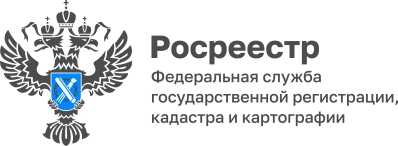 Росреестр
Федеральная служба
государственной регистрации,
кадастра и картографии